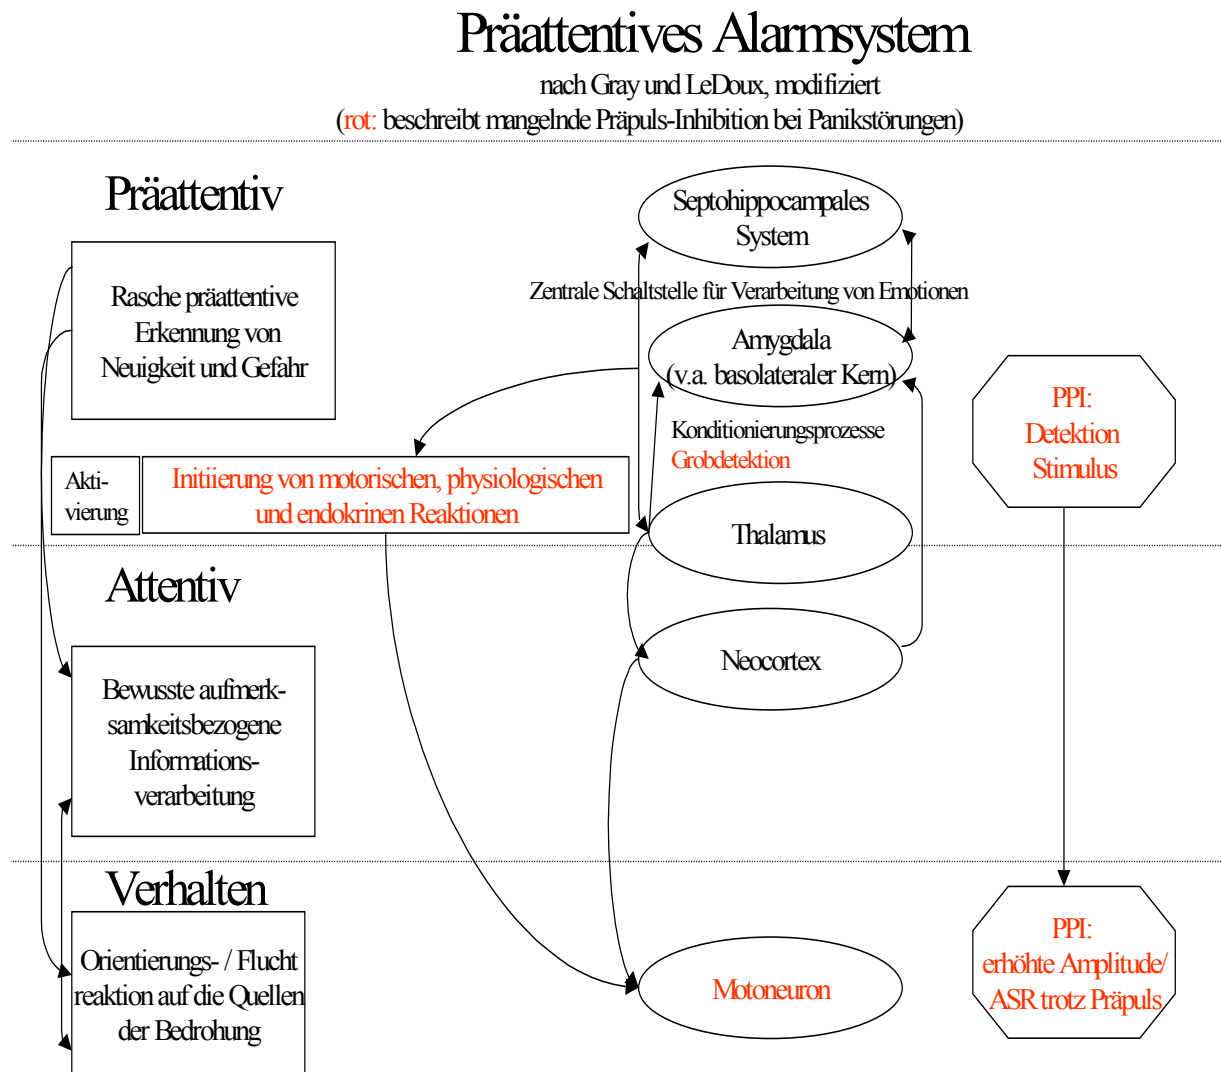 Präattentives Alarmsystem
nach Gray und LeDoux, modifiziert
(rot: beschreibt mangelnde Präpuls-Inhibition bei Panikstörungen)
Präattentiv
Rasche präattentive
Erkennung von
Neuigkeit und Gefahr
Septohippocampales
System
Zentrale Schaltstelle für Verarbeitung von Emotionen
Amygdala
(v.a. basolateraler Kern)
Konditionierungsprozesse
Grobdetektion
PPI:
Detektion
Stimulus
Akti-
vierung
Initiierung von motorischen, physiologischen
und endokrinen Reaktionen
Thalamus
Attentiv
Bewusste aufmerk-
samkeitsbezogene
Informations-
verarbeitung
Neocortex
Verhalten
Orientierungs- / Flucht
reaktion auf die Quellen
der Bedrohung
Motoneuron
PPI:
erhöhte Amplitude/
ASR trotz Präpuls